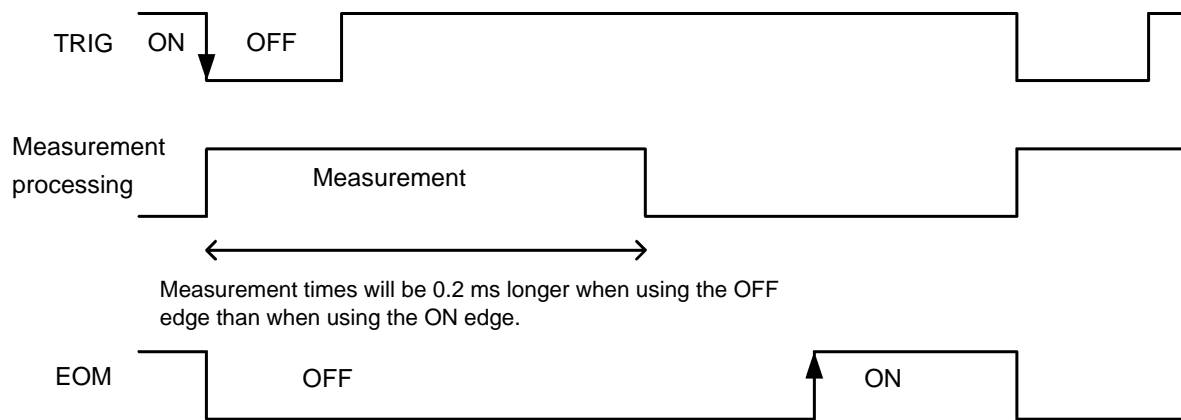 TRIG ON OFF
Measurement
processing
Measurement
Measurement times will be 0.2 ms longer when using the OFF
edge than when using the ON edge.
EOM OFF ON